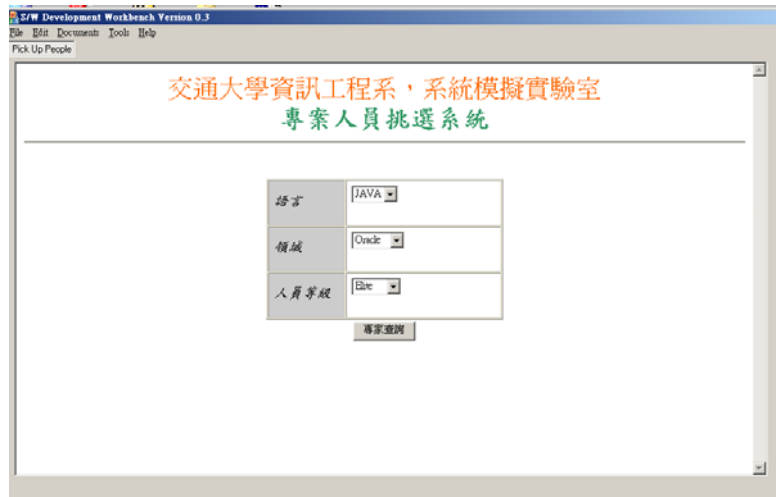 S/W Development Workbench Version 0.3
File Edit Documents Tools Help
Pick Up People
交通大學資訊工程系，系統模擬實驗室
專案人員挑選系統
語言 JAVA
領域 Oracle
人員等級 Elite
專家查詢